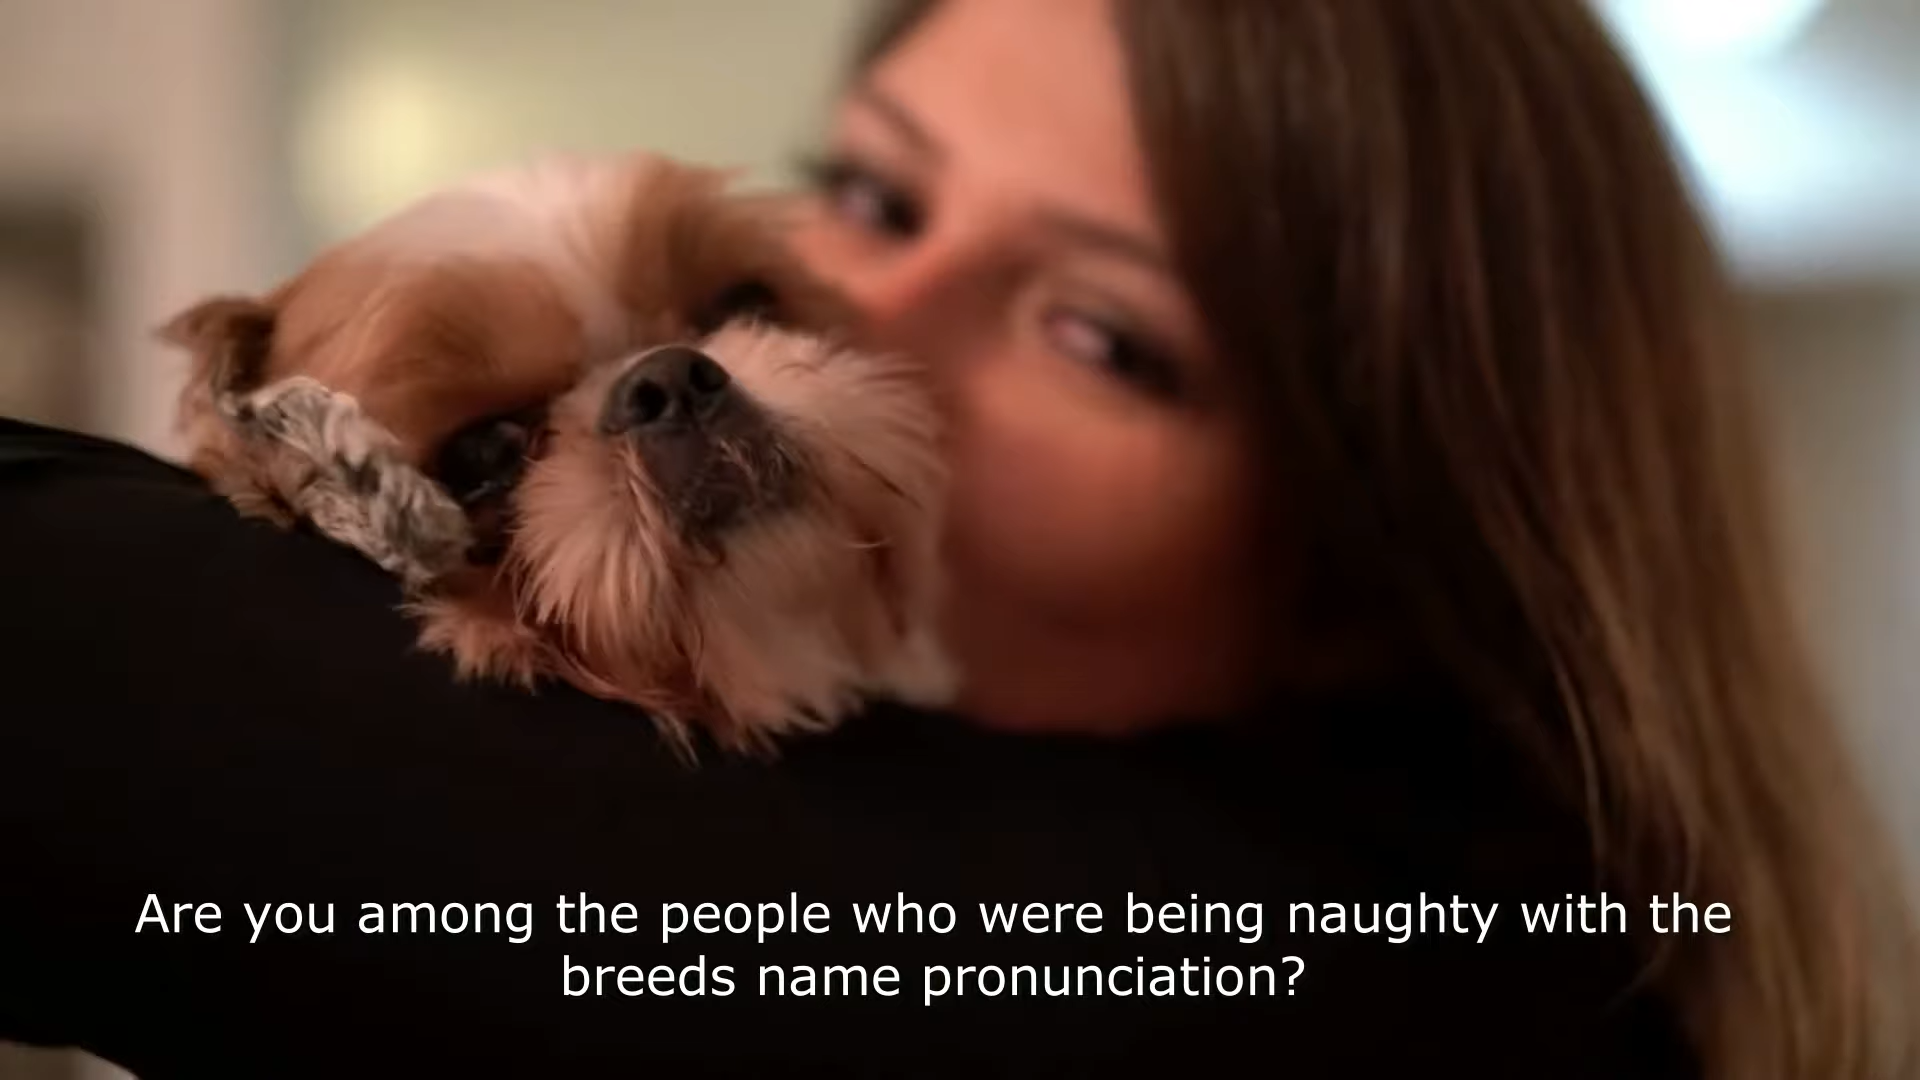 Are you among the people who were being naughty with the
breeds name pronunciation?